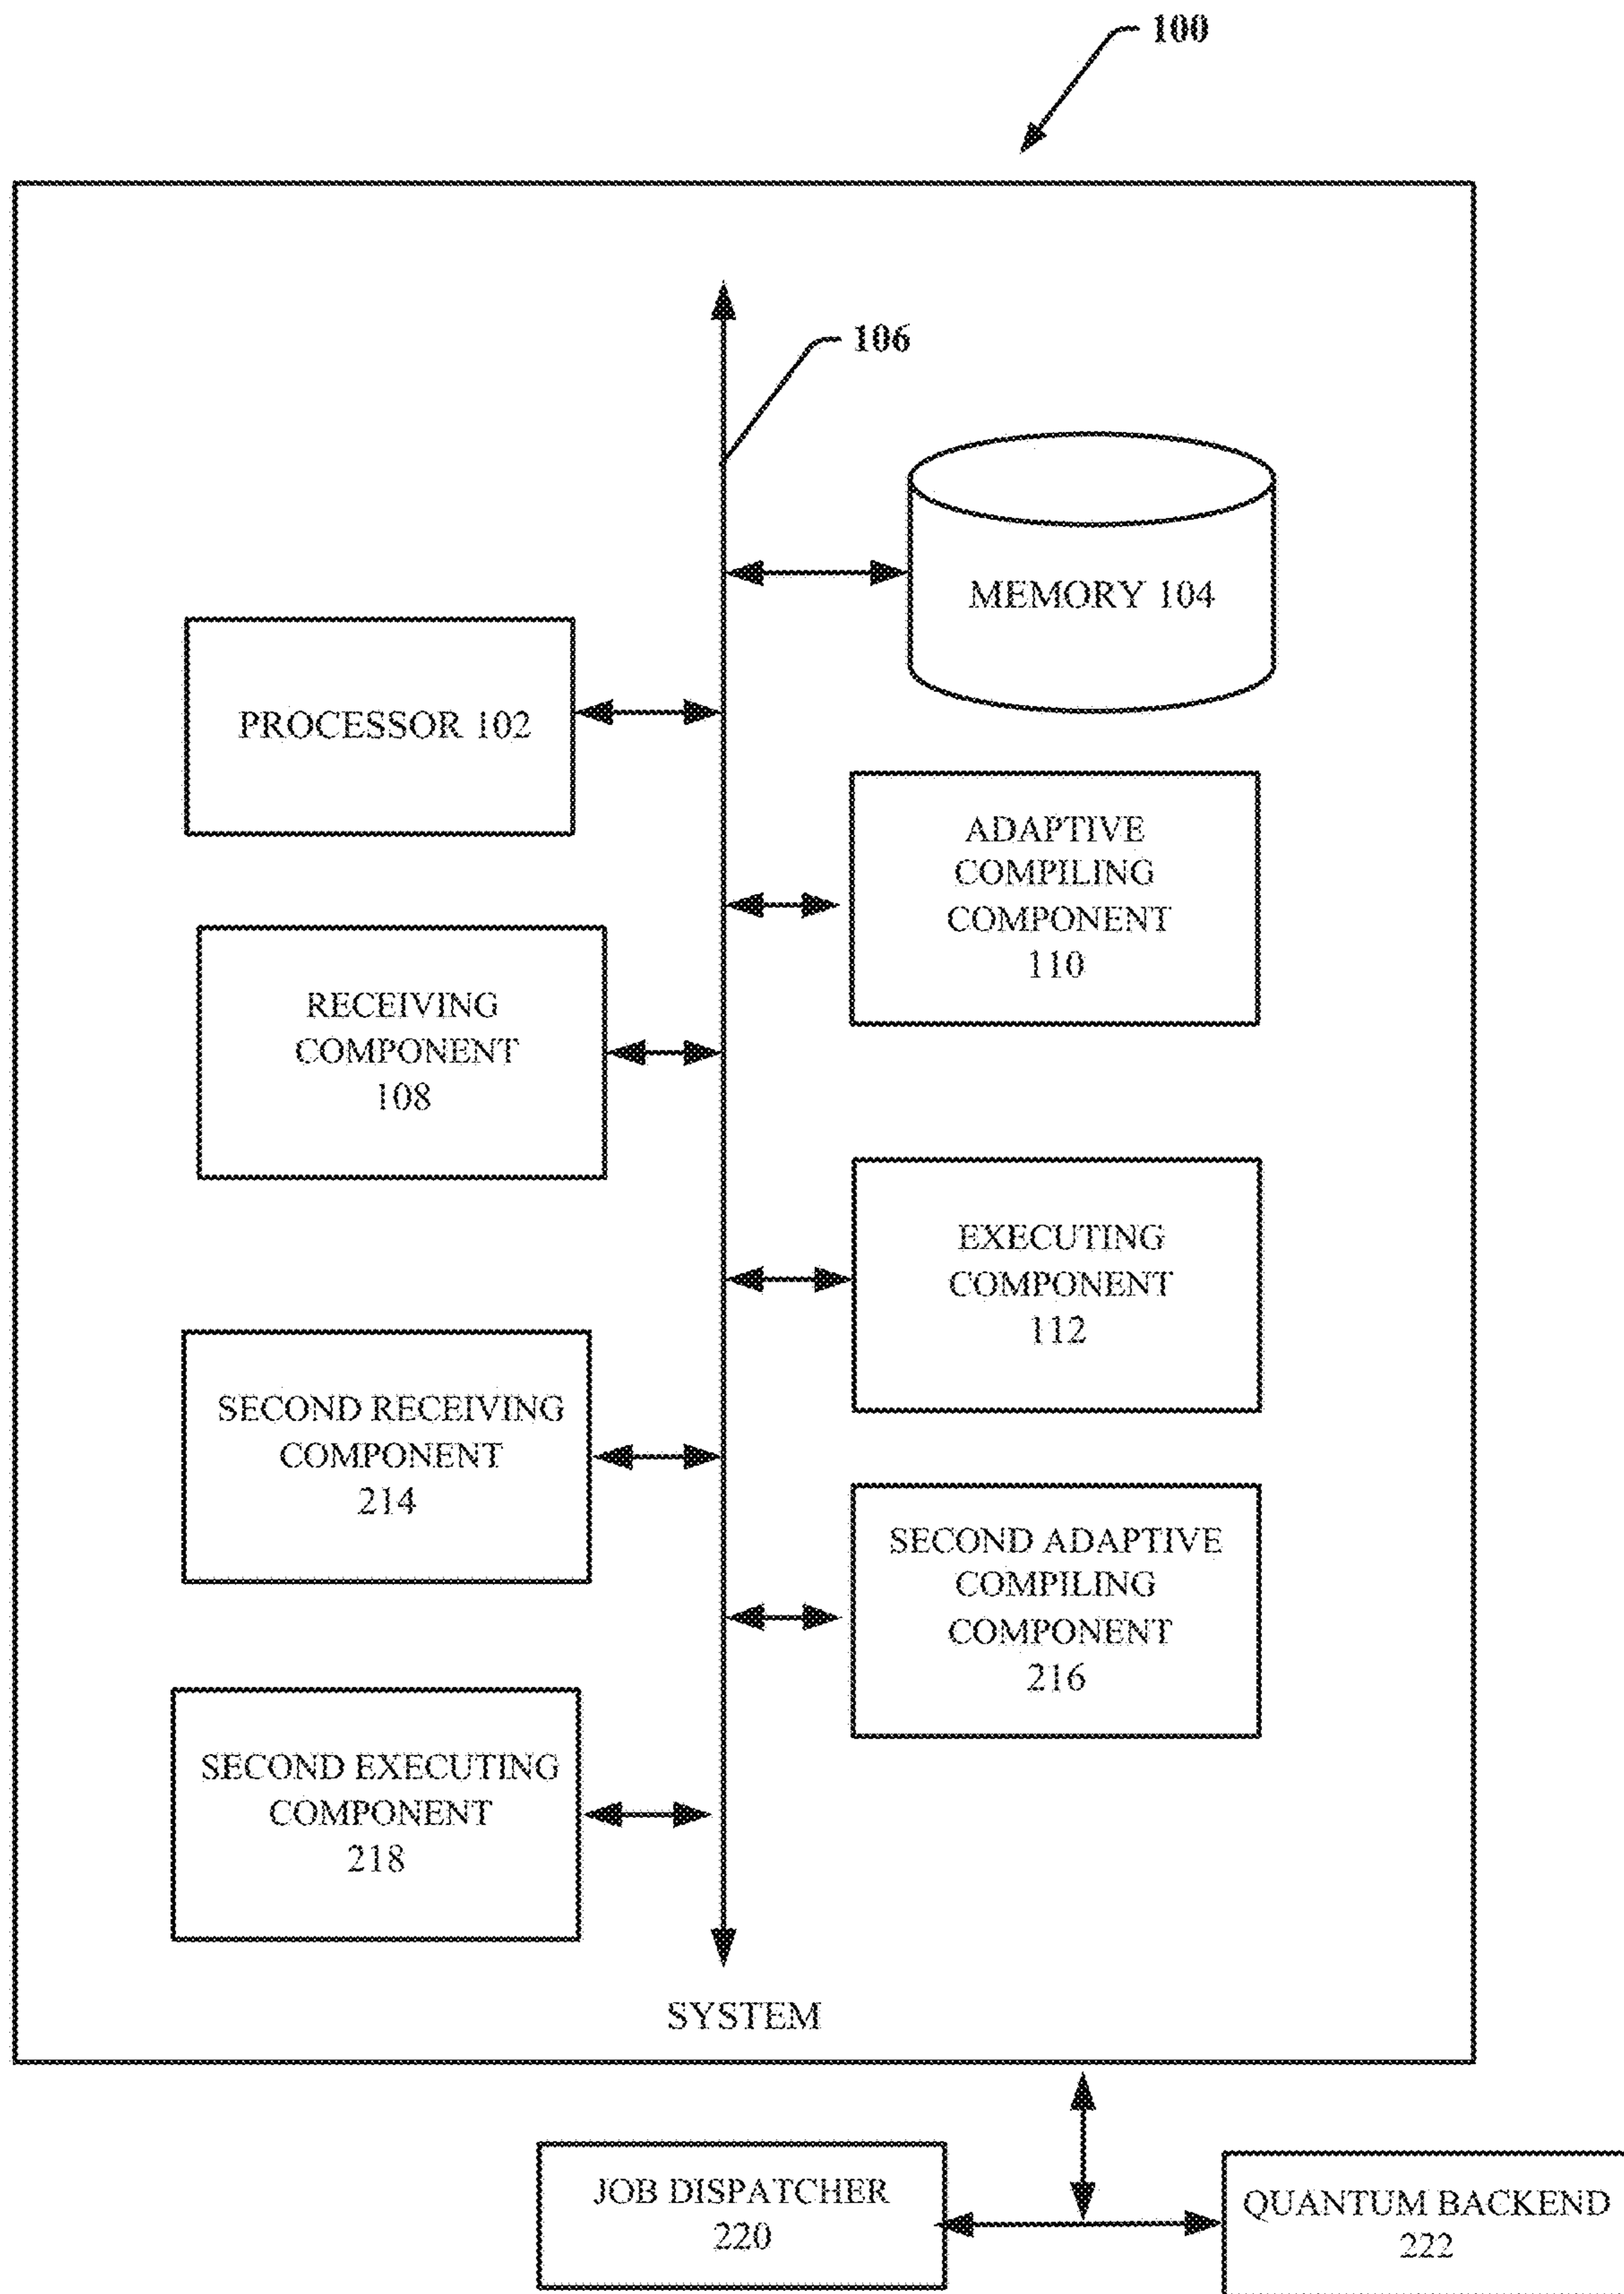 100
106
MEMORY 104
PROCESSOR 102
ADAPTIVE
COMPILING
COMPONENT
110
RECEIVING
COMPONENT
108
EXECUTING
COMPONENT
112
SECOND RECEIVING
COMPONENT
214
SECOND ADAPTIVE
COMPILING
COMPONENT
216
SECOND EXECUTING
COMPONENT
218
SYSTEM
JOB DISPATCHER
220
QUANTUM BACKEND
222